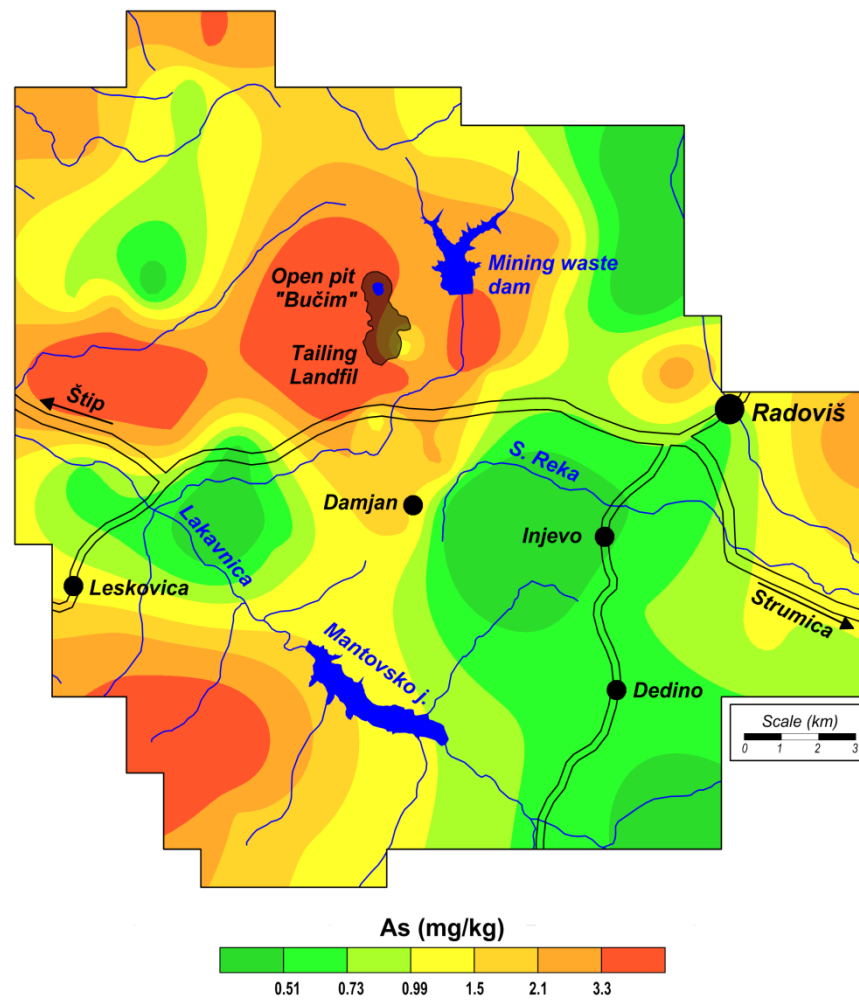 Open pit
"Bučim"
Mining waste
dam
Tailing
Landfil
Štip
Radoviš
S. Reka
Damjan
Injevo
Lakavnica
Leskovica
Strumica
Mantovsko j.
Dedino
Scale (km)
0 1 2 3
As (mg/kg)
0.51 0.73 0.99 1.5 2.1 3.3